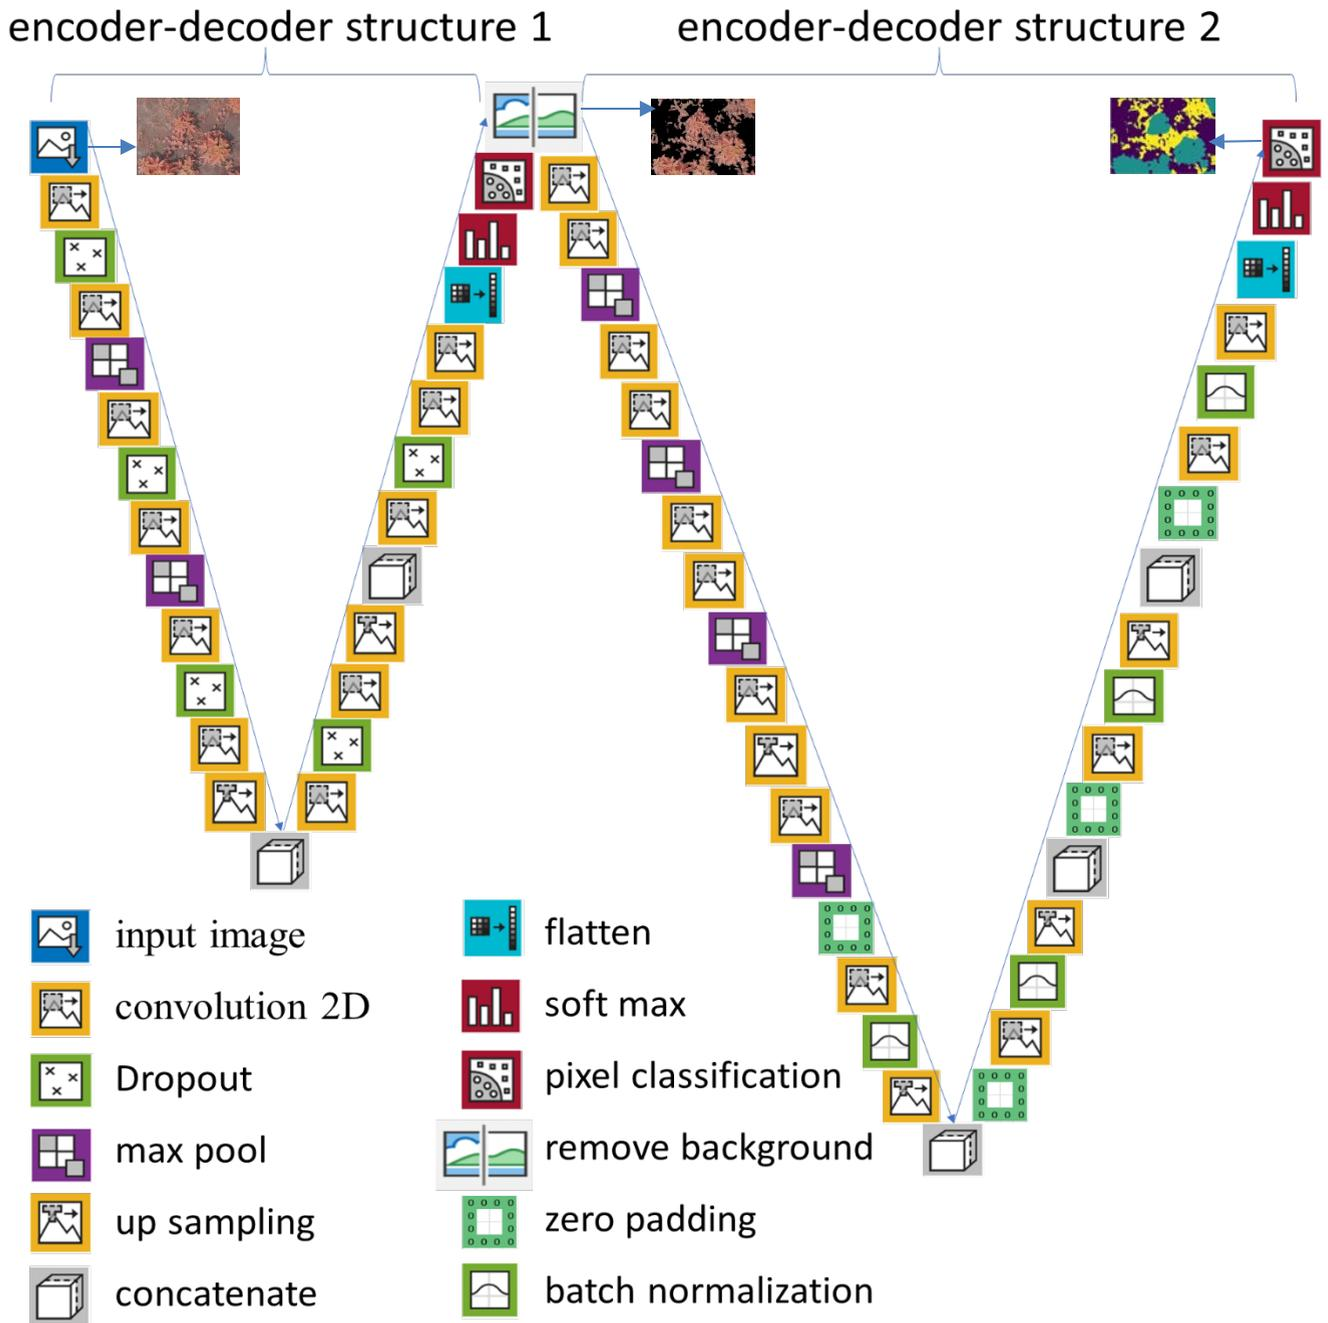 encoder-decoder structure 1
encoder-decoder structure 2
input image
convolution 2D
Dropout
max pool
up sampling
concatenate
flatten
soft max
pixel classification
remove background
zero padding
batch normalization